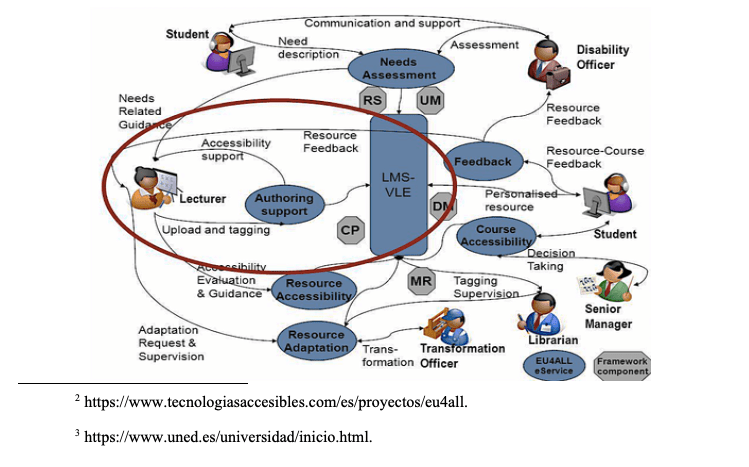 Communication and support
Student
Need
description
Assessment
Disability
Officer
Needs
Assessment
RS
UM
Needs
Related
Guidance
Resource
Feedback
Accessibility
support
Resource
Feedback
Resource-Course
Feedback
Feedback
LMS-
VLE
Lecturer
Authoring
support
Personalised
resource
DM
CP
Upload and tagging
Course
Accessibility
Student
Decision
Taking
Accessibility
Evaluation
& Guidance
Resource
Accessibility
MR
Tagging
Supervision
Senior
Manager
Adaptation
Request &
Supervision
Resource
Adaptation
Trans-
formation
Transformation
Officer
Librarian
EU4ALL
eService
Framework
component
2 https://www.tecnologiasaccesibles.com/es/proyectos/eu4all.
3 https://www.uned.es/universidad/inicio.html.